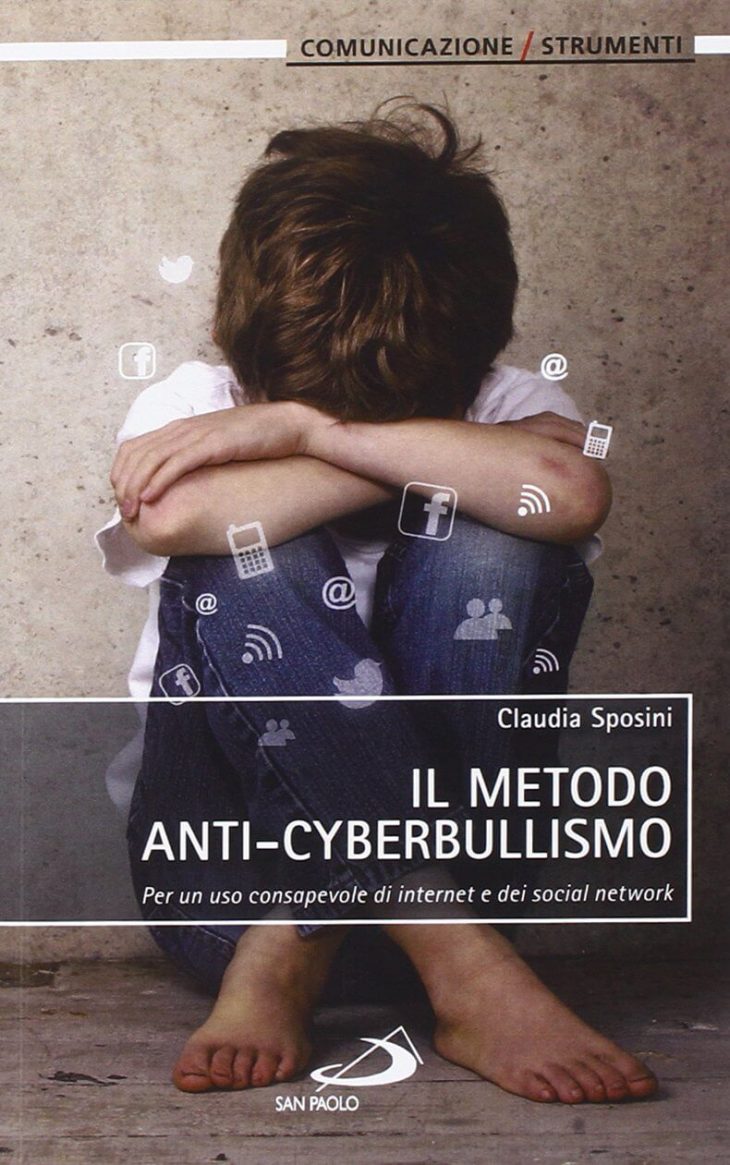 COMUNICAZIONE / STRUMENTI
@
f
f
@
@
f
Claudia Sposini
IL METODO
ANTI-CYBERBULLISMO
Per un uso consapevole di internet e dei social network
SAN PAOLO